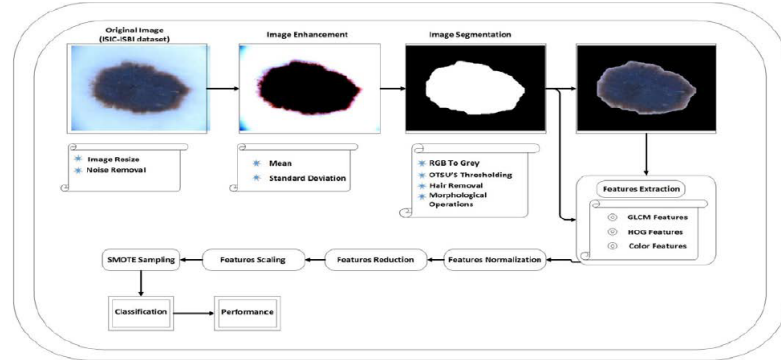 Original Image
(ISIC-ISBI dataset)
Image Enhancement
Image Segmentation
Image Resize
Noise Removal
Mean
Standard Deviation
RGB To Grey
OTSU'S Thresholding
Hair Removal
Morphological
Operations
Features Extraction
GLCM Features
HOG Features
Color Features
SMOTE Sampling
Features Scaling
Features Reduction
Features Normalization
Classification
Performance